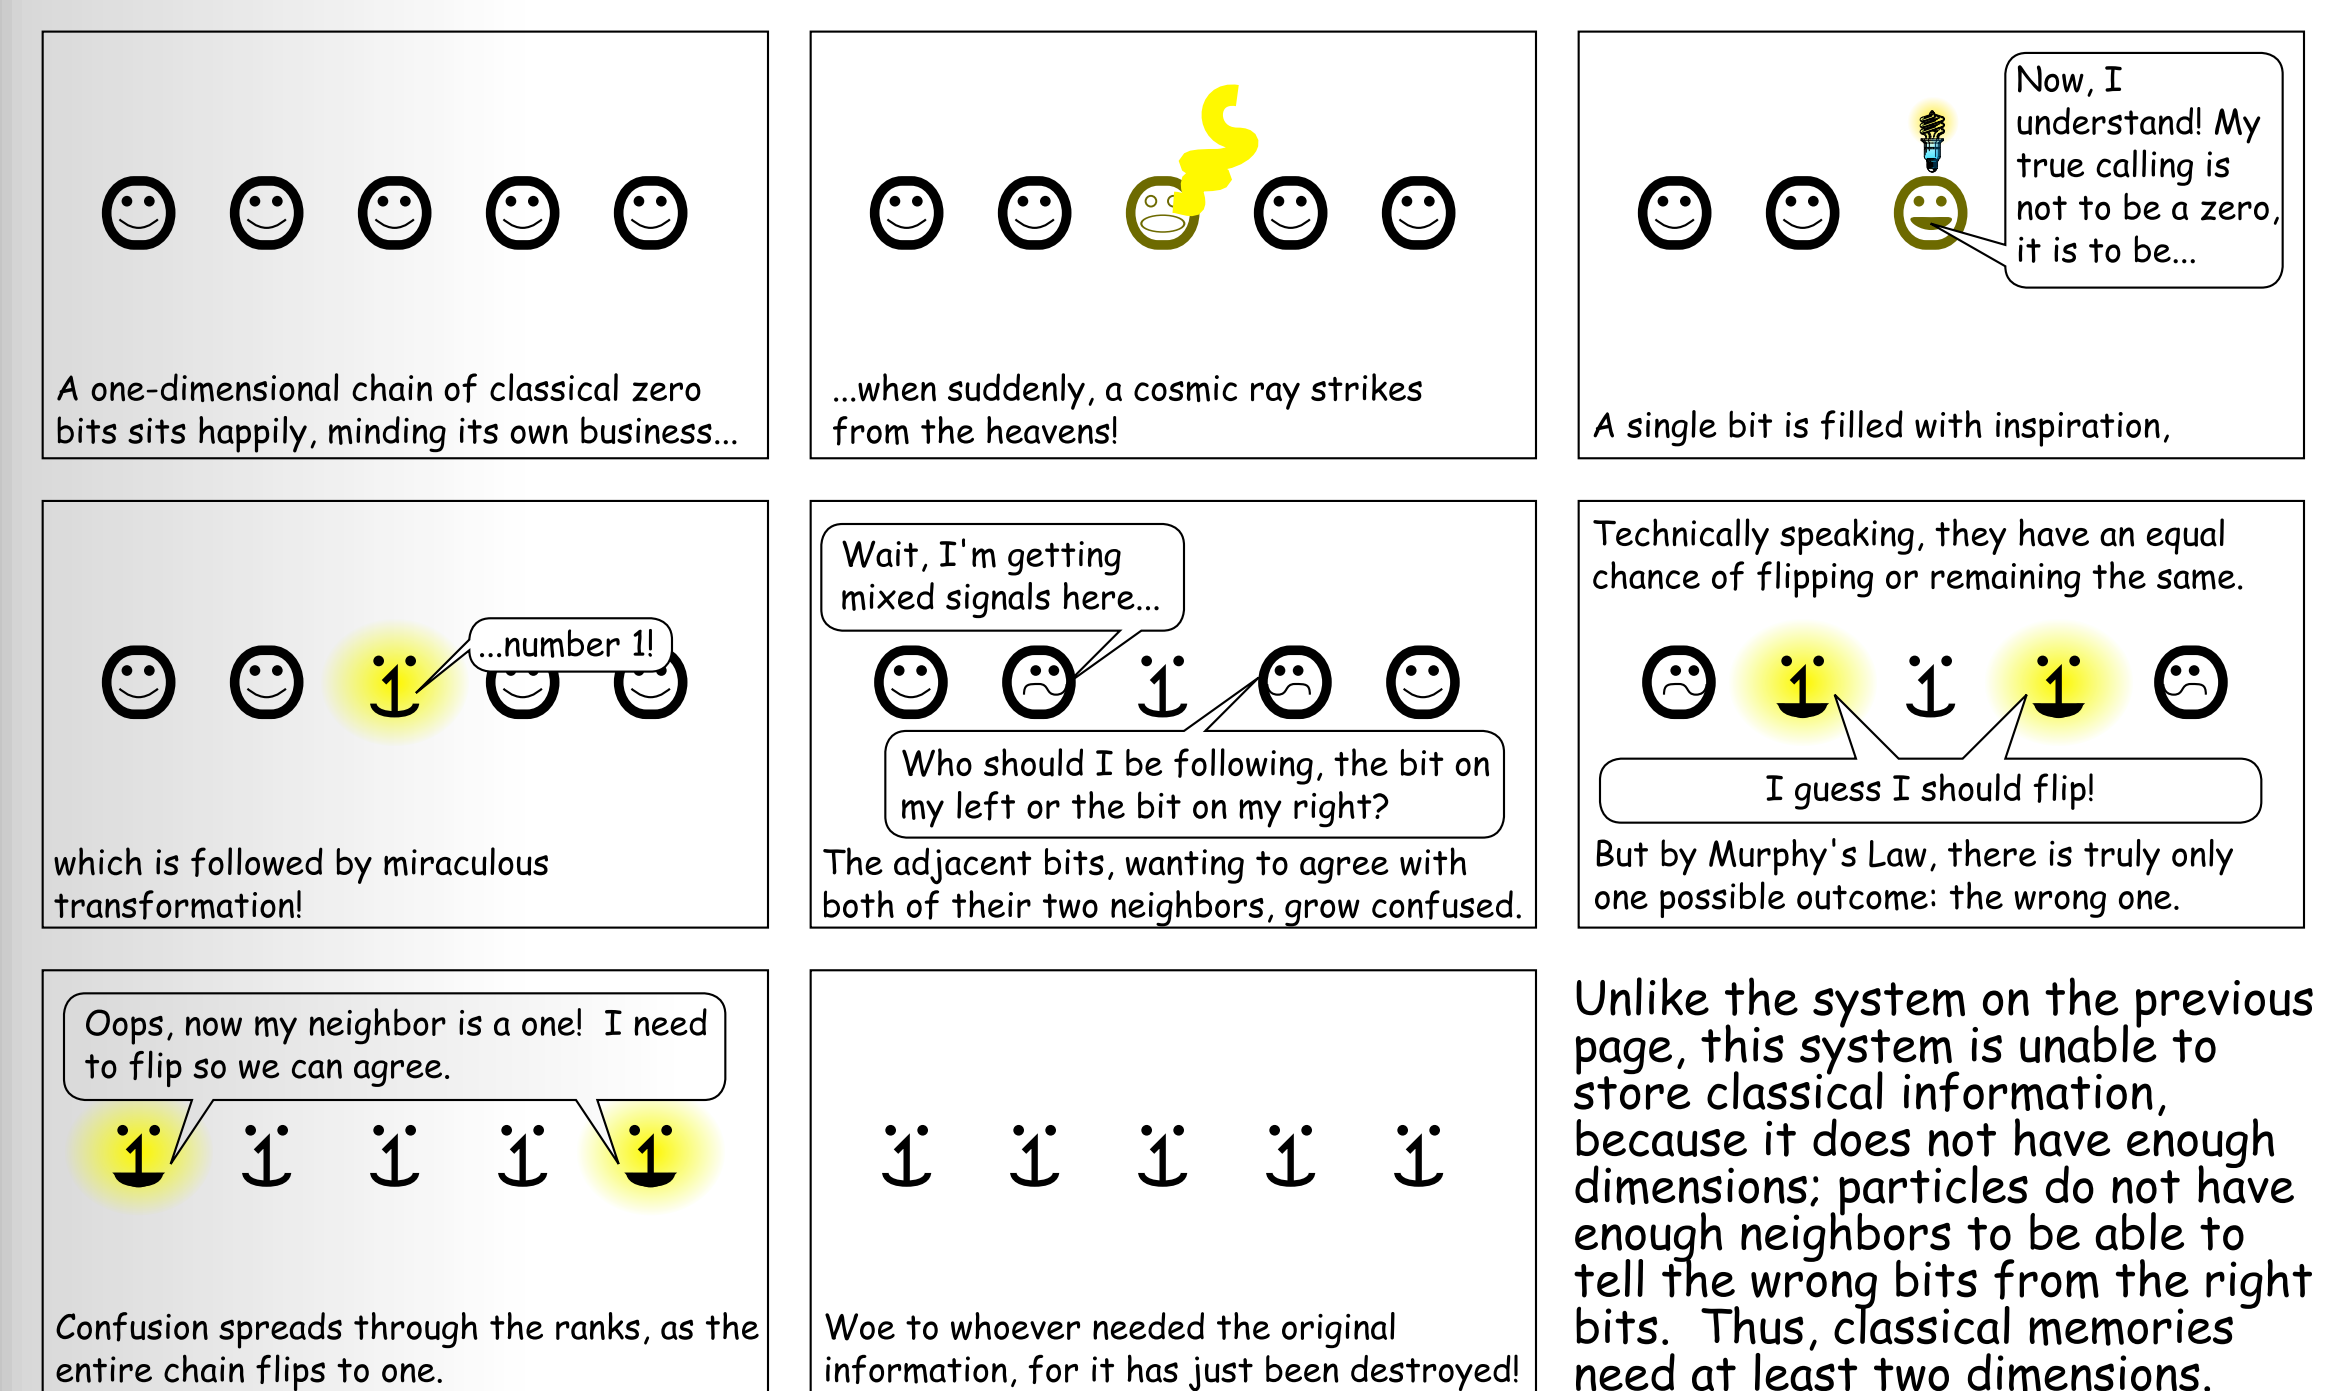 A one-dimensional chain of classical zero
bits sits happily, minding its own business...
...when suddenly, a cosmic ray strikes
from the heavens!
Now, I
understand! My
true calling is
not to be a zero,
it is to be...
A single bit is filled with inspiration,
...number 1!
which is followed by miraculous
transformation!
Wait, I'm getting
mixed signals here...
Who should I be following, the bit on
my left or the bit on my right?
The adjacent bits, wanting to agree with
both of their two neighbors, grow confused.
Technically speaking, they have an equal
chance of flipping or remaining the same.
I guess I should flip!
But by Murphy's Law, there is truly only
one possible outcome: the wrong one.
Oops, now my neighbor is a one!  I need
to flip so we can agree.
Confusion spreads through the ranks, as the
entire chain flips to one.
Woe to whoever needed the original
information, for it has just been destroyed!
Unlike the system on the previous
page, this system is unable to
store classical information,
because it does not have enough
dimensions; particles do not have
enough neighbors to be able to
tell the wrong bits from the right
bits.  Thus, classical memories
need at least two dimensions.